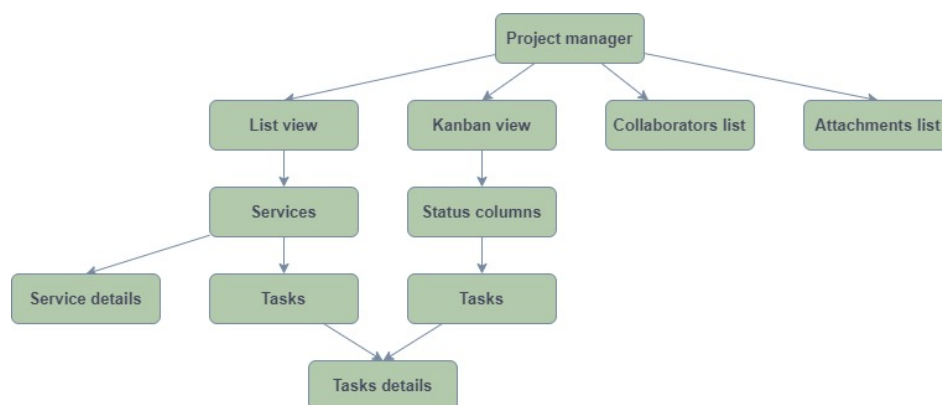 Project manager
List view
Kanban view
Collaborators list
Attachments list
Services
Status columns
Service details
Tasks
Tasks
Tasks details